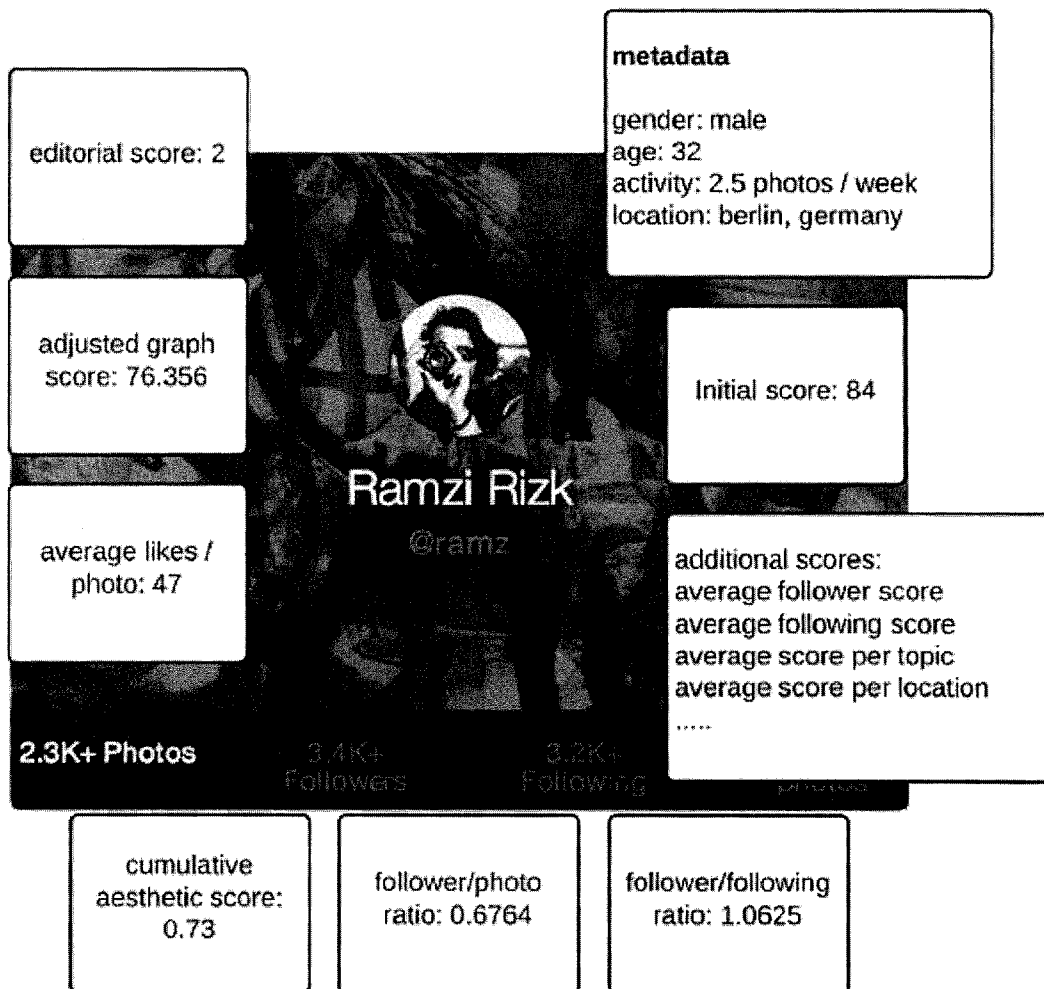 metadata
gender: male
age: 32
activity: 2.5 photos / week
location: berlin, germany
editorial score: 2
adjusted graph
score: 76.356
Initial score: 84
Ramzi Rizk
@ramz
average likes /
photo: 47
additional scores:
average follower score
average following score
average score per topic
average score per location
.....
2.3K+ Photos
3.4K+
Followers
3.2K+
Following
photos
cumulative
aesthetic score:
0.73
follower/photo
ratio: 0.6764
follower/following
ratio: 1.0625